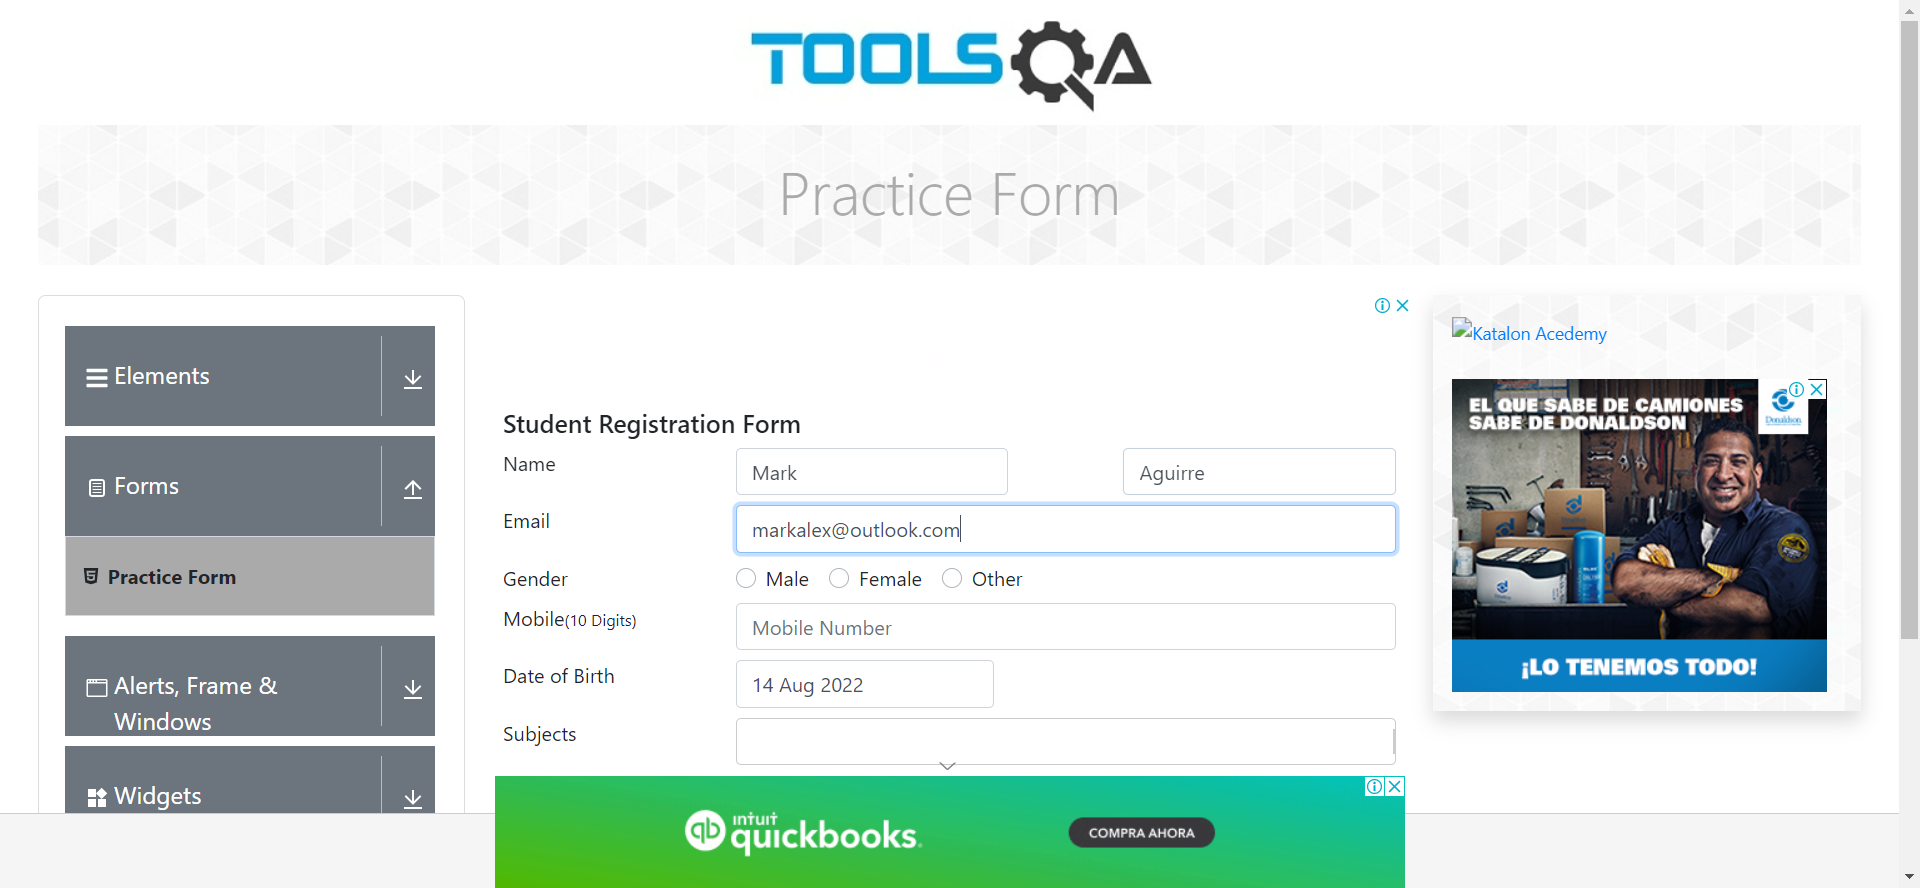 TOOLSQA
Practice Form
Elements
Forms
Practice Form
Alerts, Frame &
Windows
Widgets
Student Registration Form
Name
Mark
Aguirre
Email
markalex@outlook.com
Gender
Male
Female
Other
Mobile(10 Digits)
Mobile Number
Date of Birth
14 Aug 2022
Subjects
Katalon Acedemy
EL QUE SABE DE CAMIONES
SABE DE DONALDSON
Donaldson
¡LO TENEMOS TODO!
intuit
quickbooks.
COMPRA AHORA